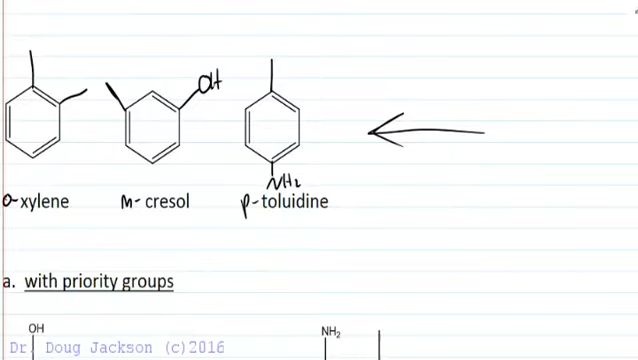 OH
NH2
o-xylene
m-cresol
p-toluidine
a. with priority groups
OH
NH2
Dr. Doug Jackson (c)2016